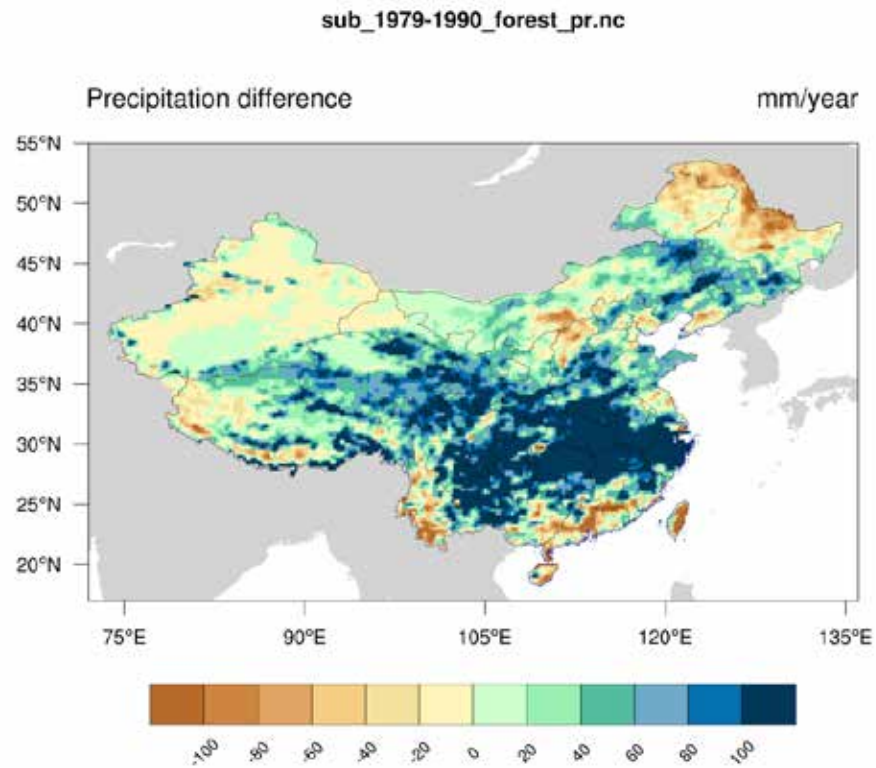 sub_1979-1990_forest_pr.nc
Precipitation difference mm/year
55°N
50°N
45°N
40°N
35°N
30°N
25°N
20°N
75°E 90°E 105°E 120°E 135°E
-100 -80 -60 -40 -20 0 20 40 60 80 100